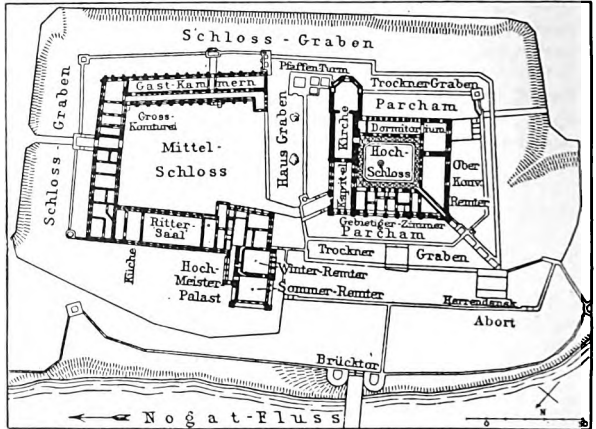 Schloss - Graben
Pfaffen Turm
Gast-Kammern
Trockner Graben
Parcham
Schloss - Graben
Gross-
Komturei
Haus Graben
Kirche
Dormitorium
Mittel-
Schloss
Hoch-
Schloss
Ober
Konv.
Remter
Kapitel
Gebietiger-Zimmer
Parcham
Ritter-
Saal
Trockner Graben
Küche
Hoch-
Meister
Palast
Winter-Remter
Sommer-Remter
Herrendansk
Abort
Brücktor
N
Nogat-Fluss
0